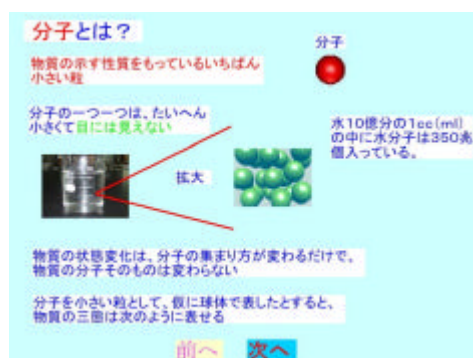 分子とは？
分子
物質の示す性質をもっているいちばん
小さい粒
分子の一つ一つは、たいへん
小さくて目には見えない
水10億分の1cc(ml)
の中に水分子は350兆
個入っている。
拡大
物質の状態変化は、分子の集まり方が変わるだけで、
物質の分子そのものは変わらない
分子を小さい粒として、仮に球体で表したとすると、
物質の三態は次のように表せる
前へ 次へ